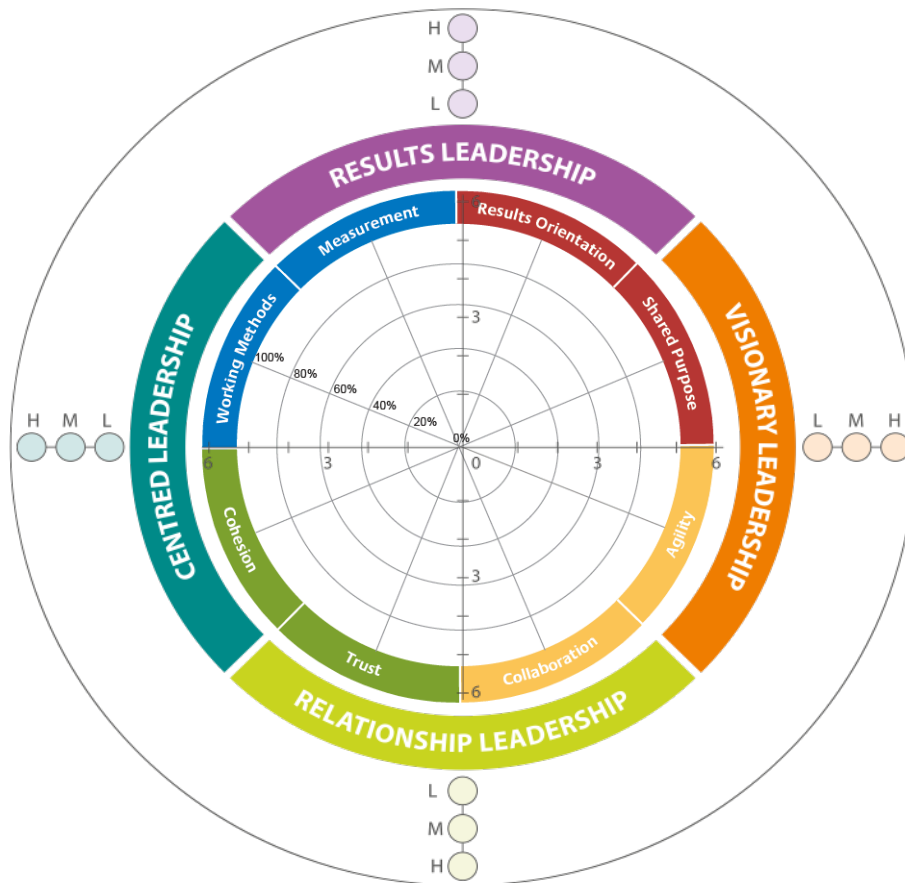 H
M
L
RESULTS LEADERSHIP
Measurement
6
Results Orientation
Working Methods
Shared Purpose
CENTRED LEADERSHIP
VISIONARY LEADERSHIP
3
100%
80%
60%
40%
20%
0%
H M L
L M H
6
3
0
3
6
Cohesion
Agility
3
Trust
Collaboration
6
RELATIONSHIP LEADERSHIP
L
M
H